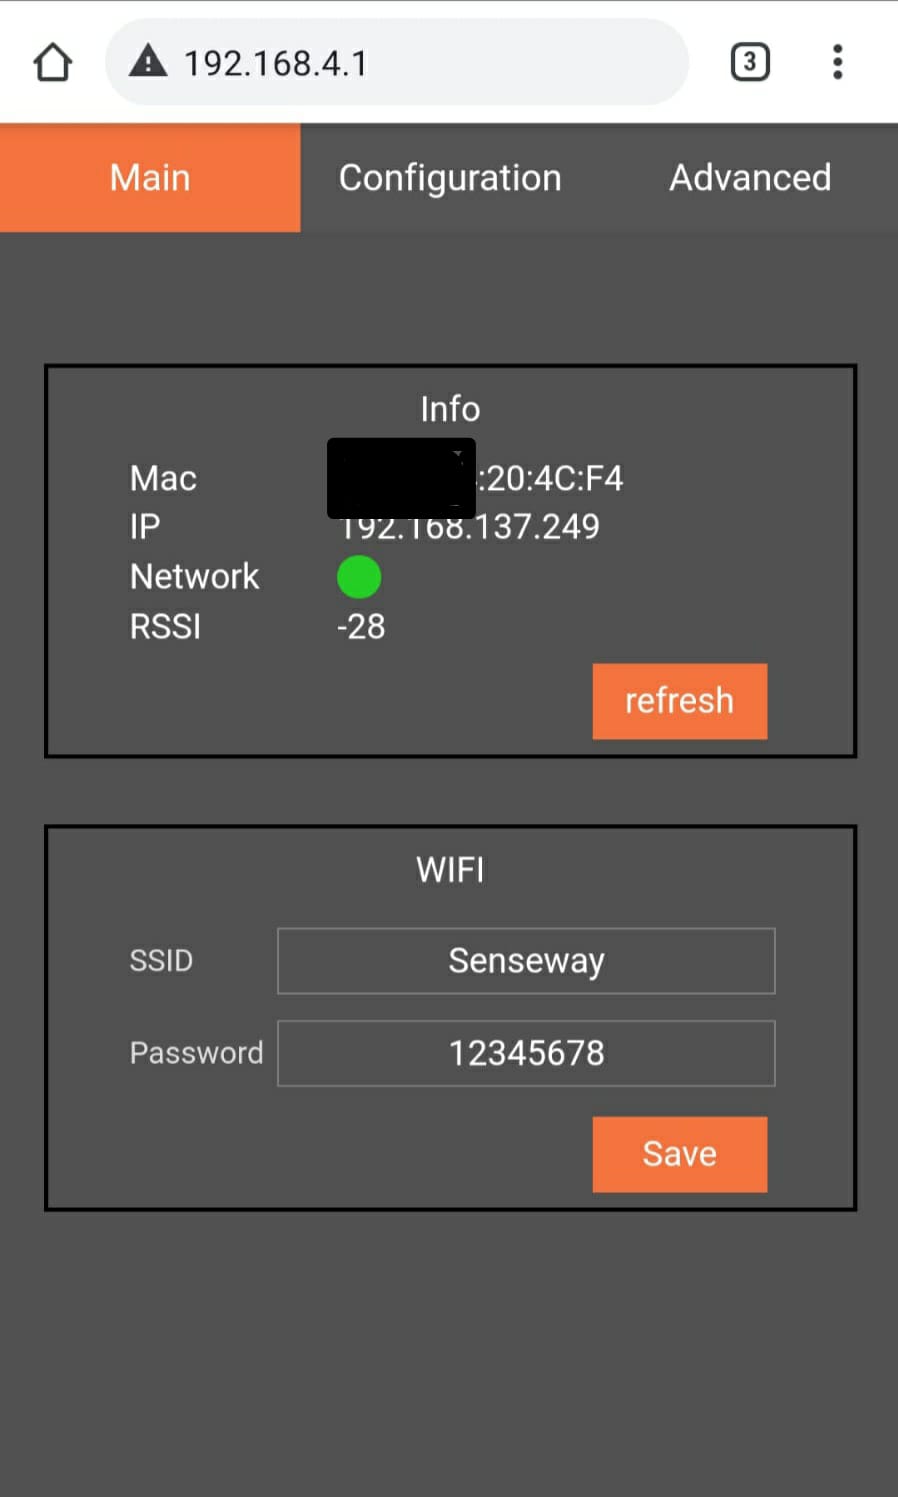 192.168.4.1
3
Main Configuration Advanced
Info
Mac :20:4C:F4
IP 192.168.137.249
Network
RSSI -28
refresh
WIFI
SSID Senseway
Password 12345678
Save